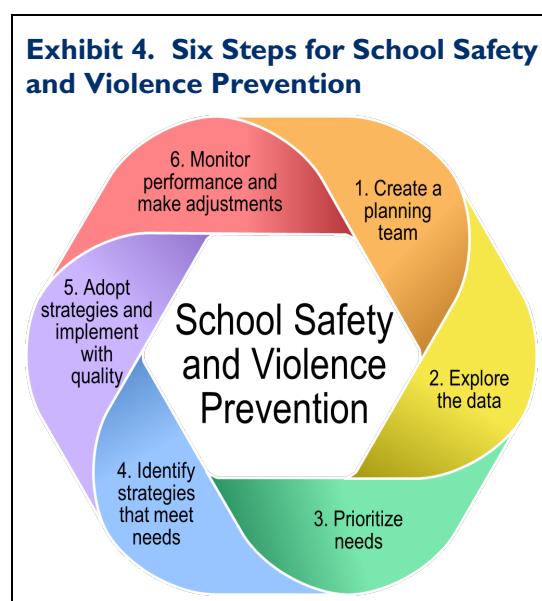 Exhibit 4. Six Steps for School Safety
and Violence Prevention
6. Monitor
performance and
make adjustments
1. Create a
planning
team
5. Adopt
strategies and
implement
with
quality
School Safety
and Violence
Prevention
2. Explore
the data
4. Identify
strategies
that meet
needs
3. Prioritize
needs